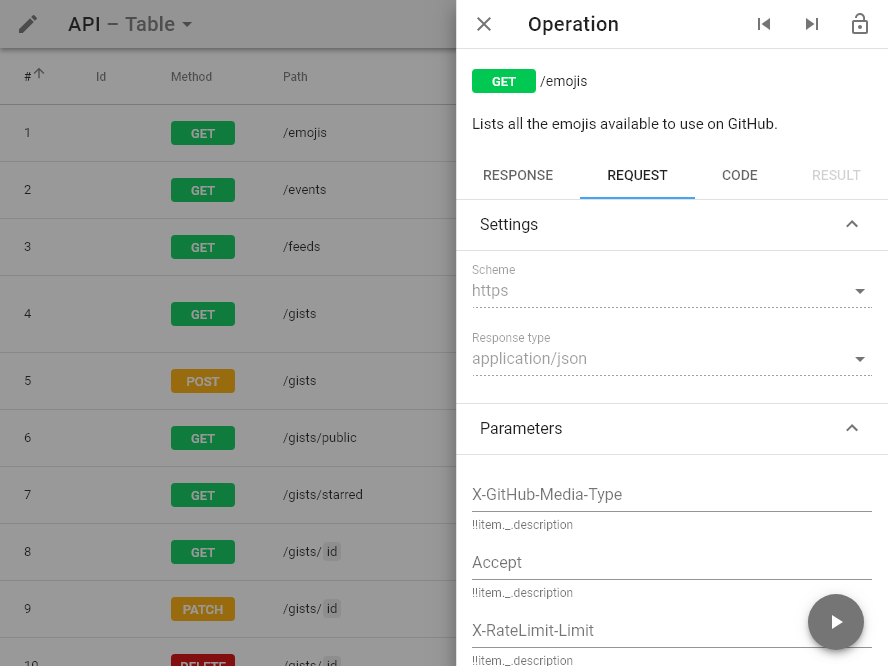 API – Table
# Id Method Path
1 GET /emojis
2 GET /events
3 GET /feeds
4 GET /gists
5 POST /gists
6 GET /gists/public
7 GET /gists/starred
8 GET /gists/ id
9 PATCH /gists/ id
10 DELETE /gists/ id
Operation
GET /emojis
Lists all the emojis available to use on GitHub.
RESPONSE REQUEST CODE RESULT
Settings
Scheme
https
Response type
application/json
Parameters
X-GitHub-Media-Type
!!item._.description
Accept
!!item._.description
X-RateLimit-Limit
!!item._.description